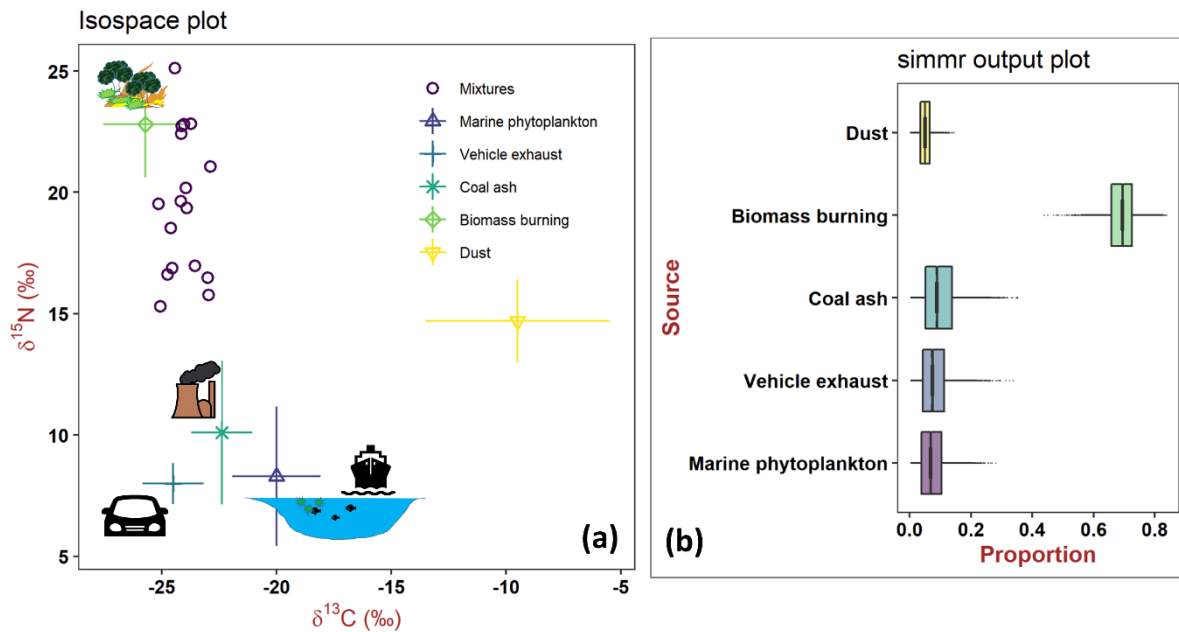 Isospace plot
25
20
15
10
5
-25
-20
-15
-10
-5
δ¹⁵N (‰)
δ¹³C (‰)
Mixtures
Marine phytoplankton
Vehicle exhaust
Coal ash
Biomass burning
Dust
(a)
simmr output plot
Dust
Biomass burning
Coal ash
Vehicle exhaust
Marine phytoplankton
Source
0.0 0.2 0.4 0.6 0.8
Proportion
(b)